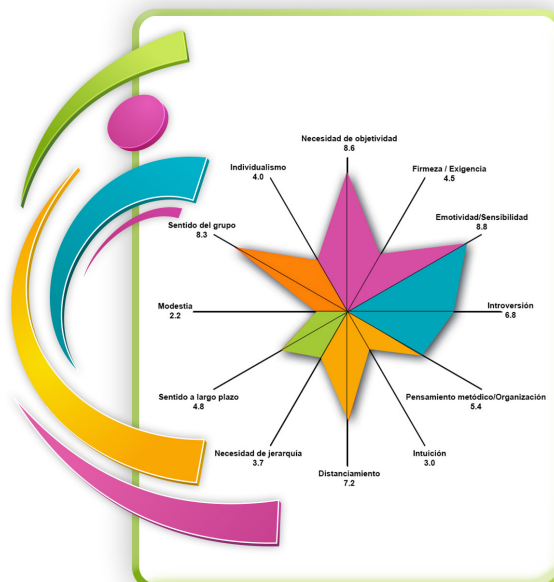 Necesidad de objetividad
8.6
Individualismo
4.0
Firmeza / Exigencia
4.5
Sentido del grupo
8.3
Emotividad/Sensibilidad
8.8
Modestia
2.2
Introversión
6.8
Sentido a largo plazo
4.8
Pensamiento metódico/Organización
5.4
Necesidad de jerarquía
3.7
Intuición
3.0
Distanciamiento
7.2